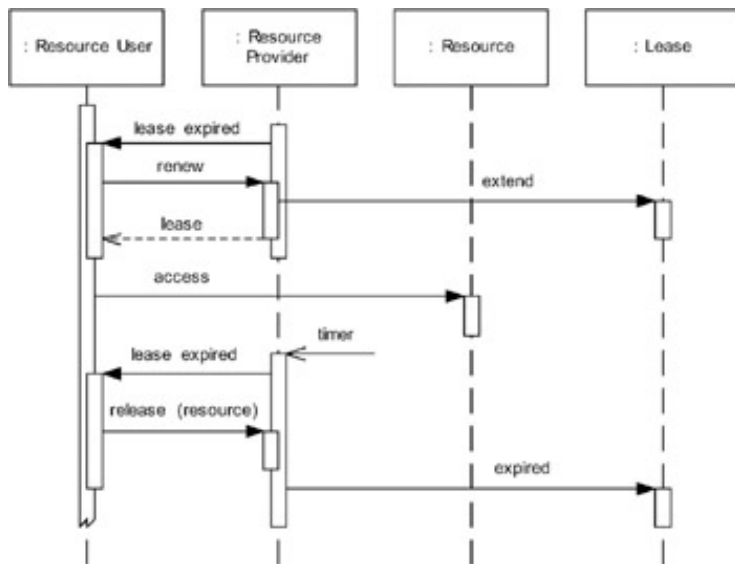 : Resource User
: Resource
Provider
: Resource
: Lease
lease expired
renew
extend
lease
access
timer
lease expired
release (resource)
expired